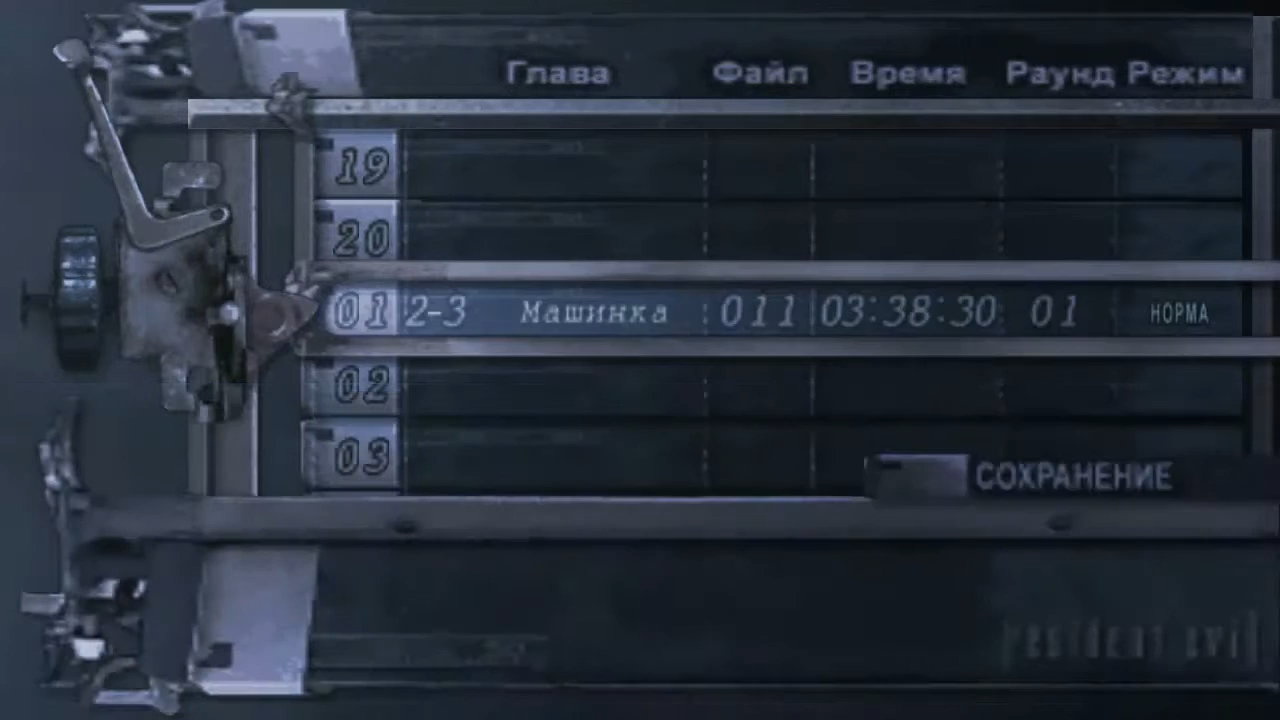 Глава Файл Время Раунд Режим
19
20
01 2-3 Машинка 011 03:38:30 01 НОРМА
02
03
СОХРАНЕНИЕ
resident evil